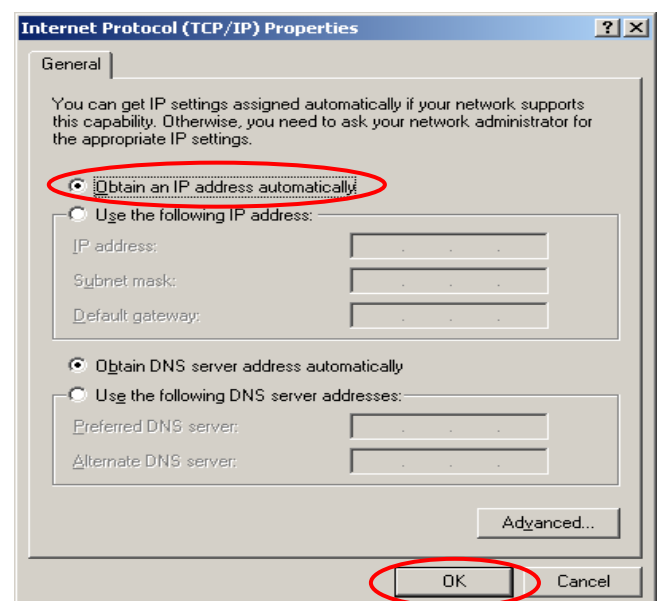 Internet Protocol (TCP/IP) Properties
General
You can get IP settings assigned automatically if your network supports
this capability. Otherwise, you need to ask your network administrator for
the appropriate IP settings.
Obtain an IP address automatically
Use the following IP address:
IP address:
Subnet mask:
Default gateway:
Obtain DNS server address automatically
Use the following DNS server addresses:
Preferred DNS server:
Alternate DNS server:
Advanced...
OK Cancel